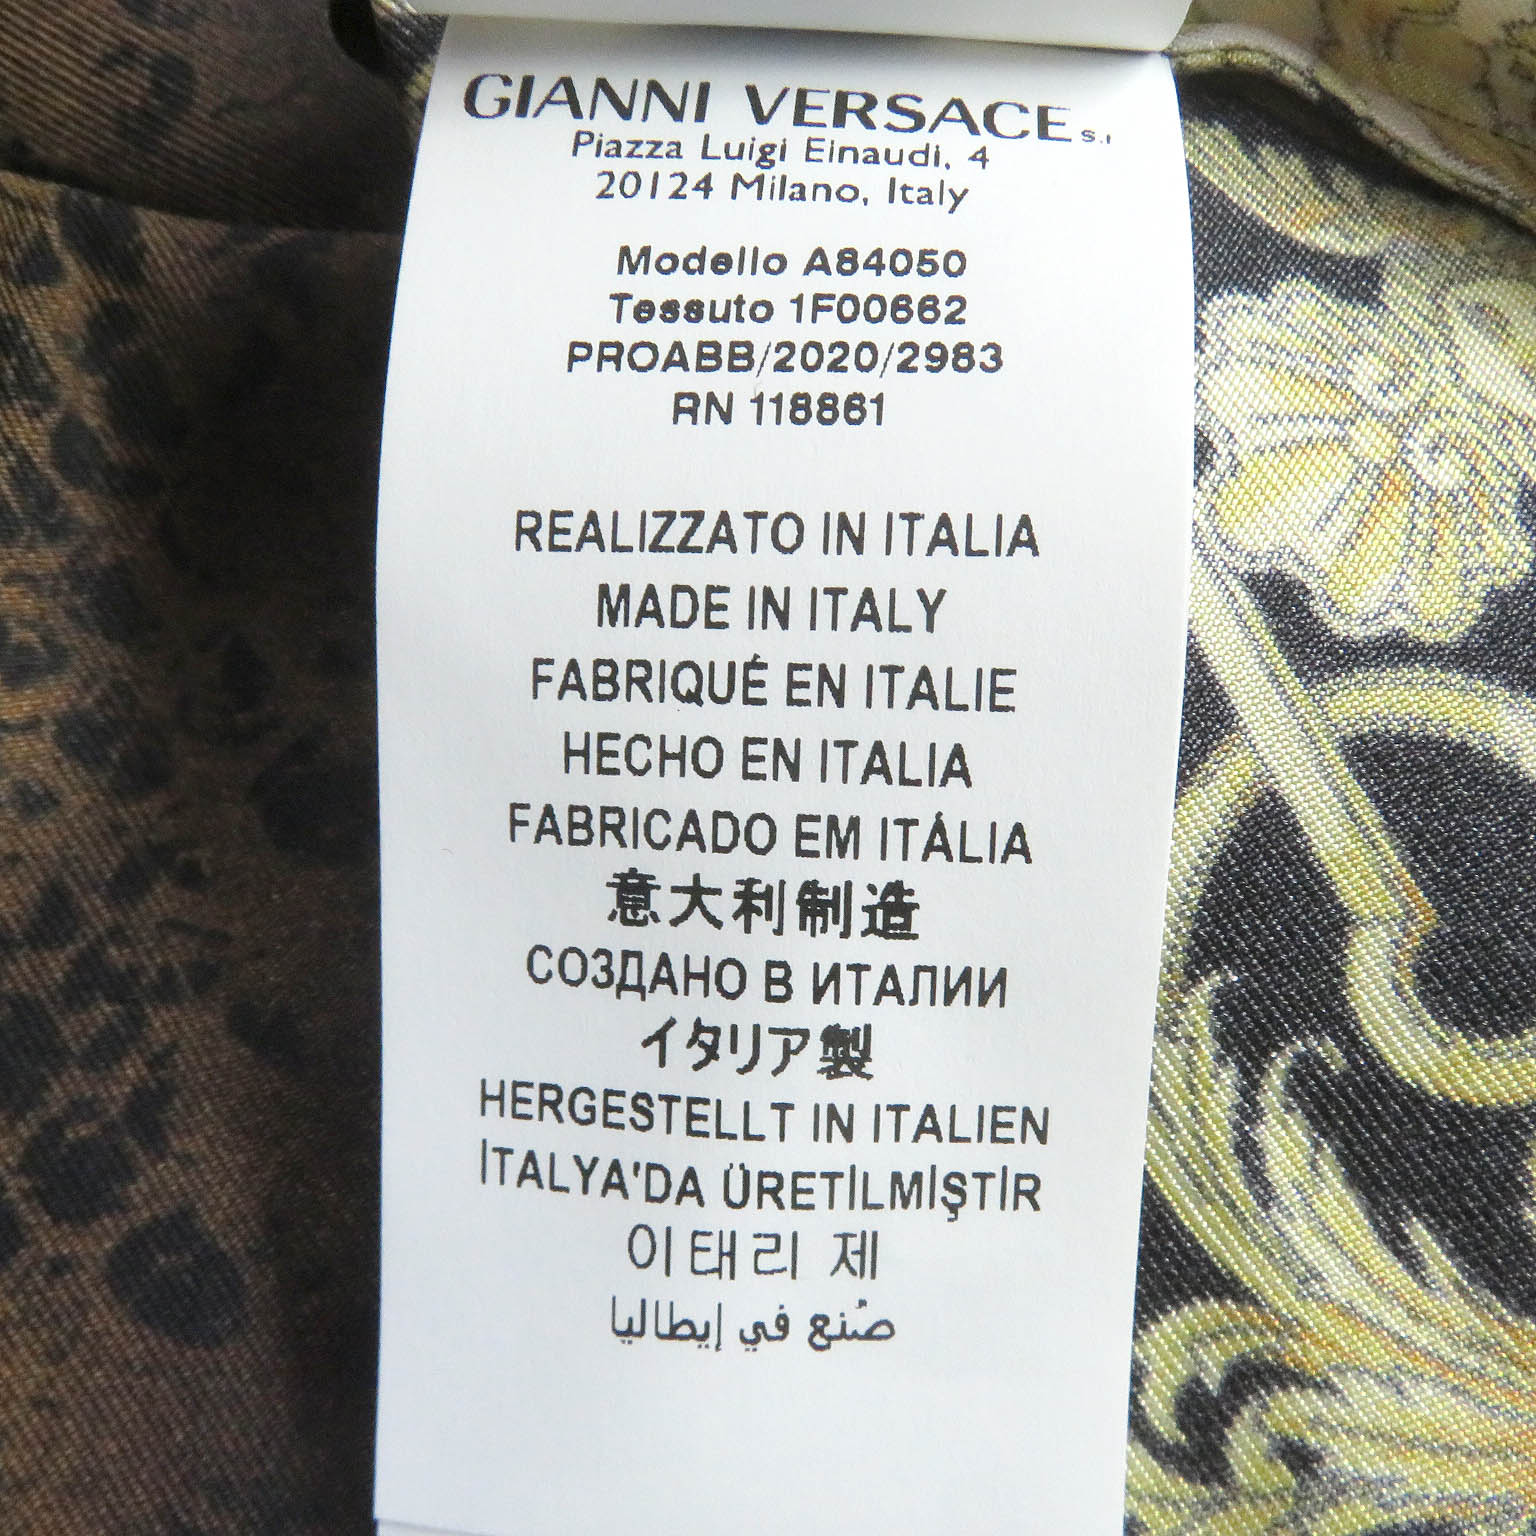 GIANNI VERSACE s.r
Piazza Luigi Einaudi, 4
20124 Milano, Italy
Modello A84050
Tessuto 1F00662
PROABB/2020/2983
RN 118861
REALIZZATO IN ITALIA
MADE IN ITALY
FABRIQUÉ EN ITALIE
HECHO EN ITALIA
FABRICADO EM ITÁLIA
意大利制造
СОЗДАНО В ИТАЛИИ
イタリア製
HERGESTELLT IN ITALIEN
İTALYA'DA ÜRETİLMİŞTİR
이태리 제
صُنع في إيطاليا